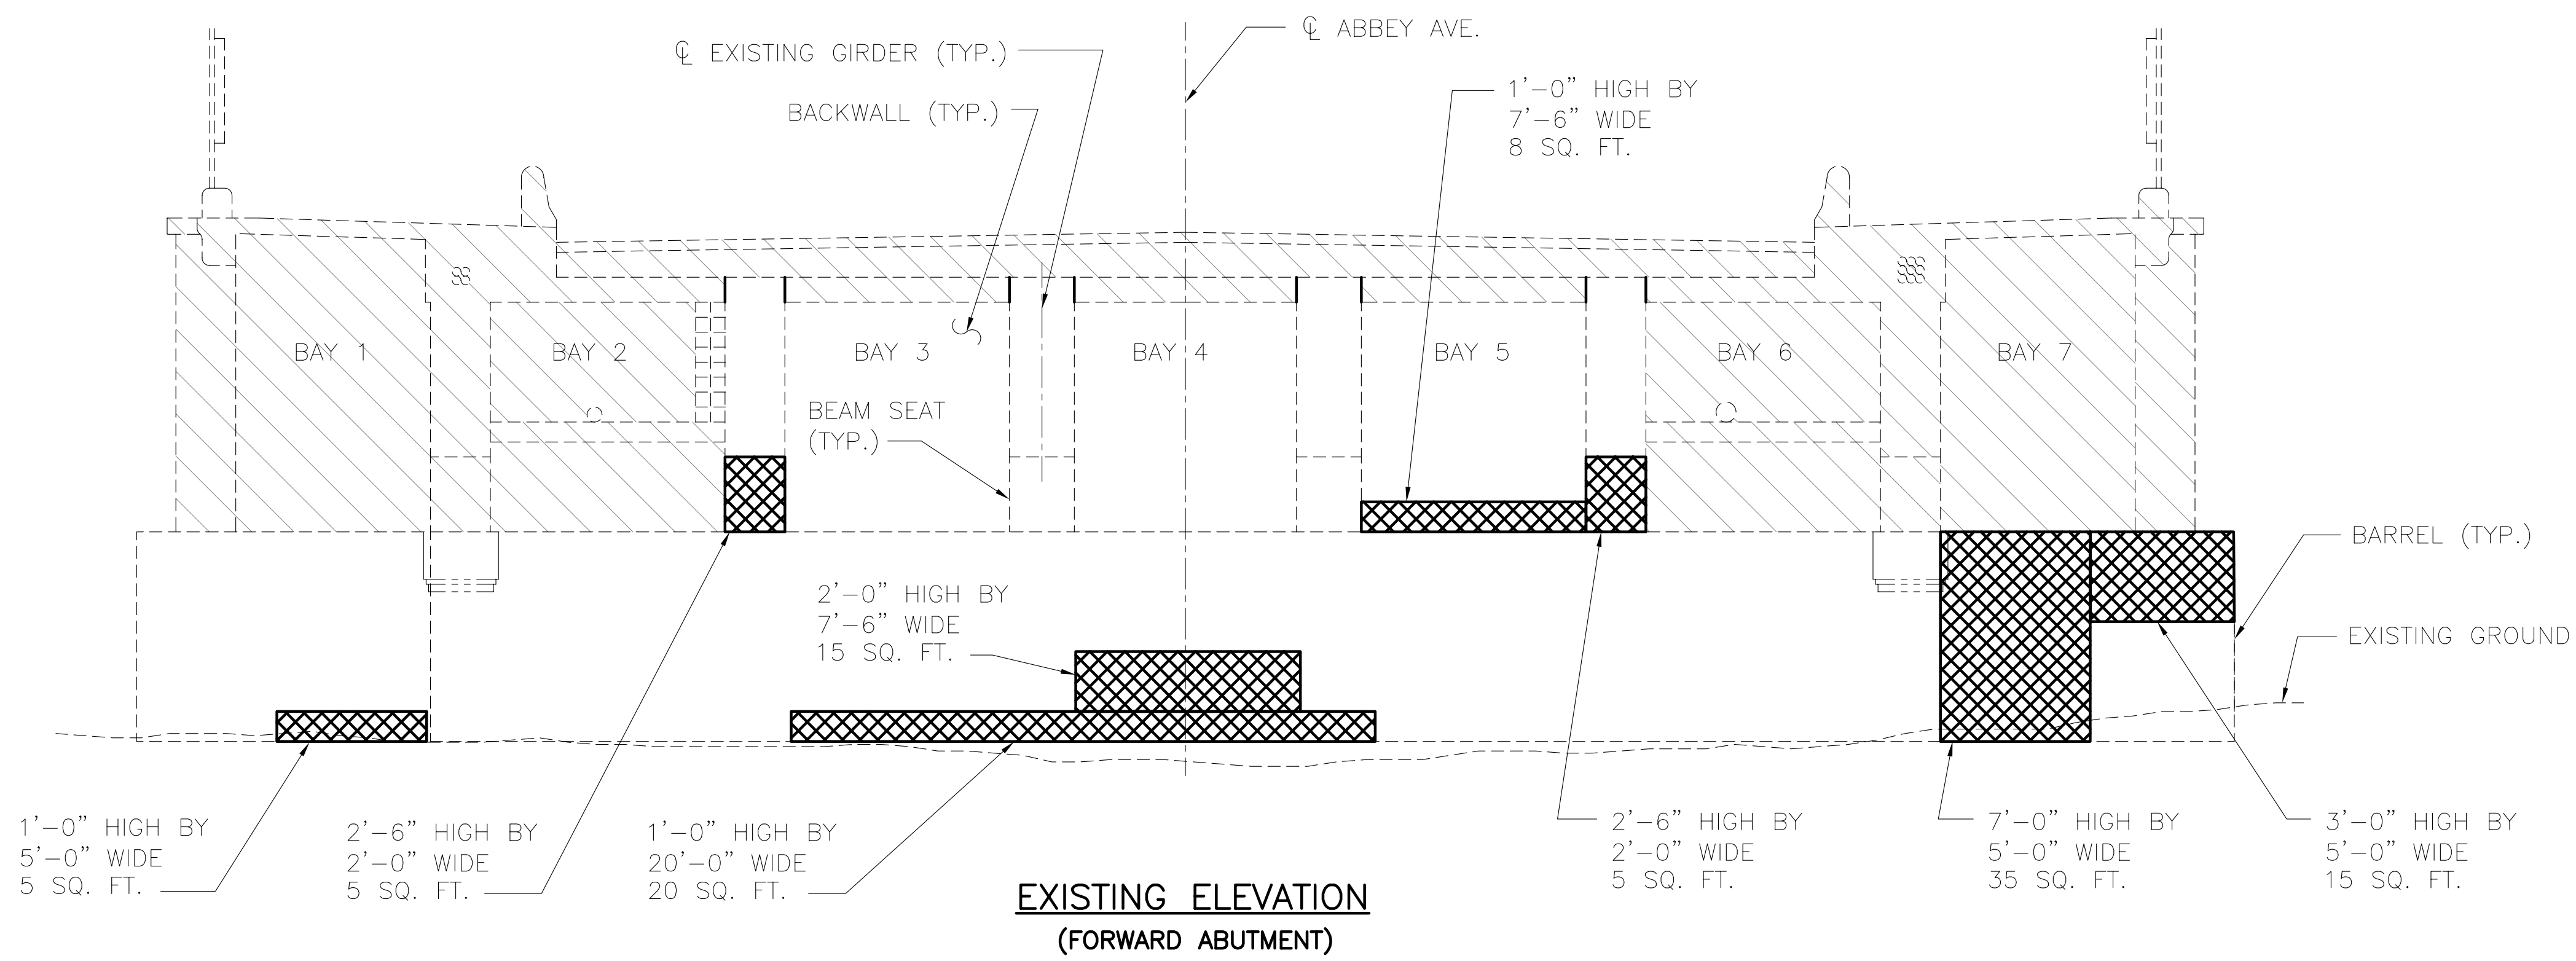 ℄ ABBEY AVE.
℄ EXISTING GIRDER (TYP.)
BACKWALL (TYP.)
1'-0" HIGH BY
7'-6" WIDE
8 SQ. FT.
BAY 1
BAY 2
BAY 3
BAY 4
BAY 5
BAY 6
BAY 7
BEAM SEAT
(TYP.)
BARREL (TYP.)
2'-0" HIGH BY
7'-6" WIDE
15 SQ. FT.
EXISTING GROUND
1'-0" HIGH BY
5'-0" WIDE
5 SQ. FT.
2'-6" HIGH BY
2'-0" WIDE
5 SQ. FT.
1'-0" HIGH BY
20'-0" WIDE
20 SQ. FT.
2'-6" HIGH BY
2'-0" WIDE
5 SQ. FT.
7'-0" HIGH BY
5'-0" WIDE
35 SQ. FT.
3'-0" HIGH BY
5'-0" WIDE
15 SQ. FT.
EXISTING ELEVATION
(FORWARD ABUTMENT)